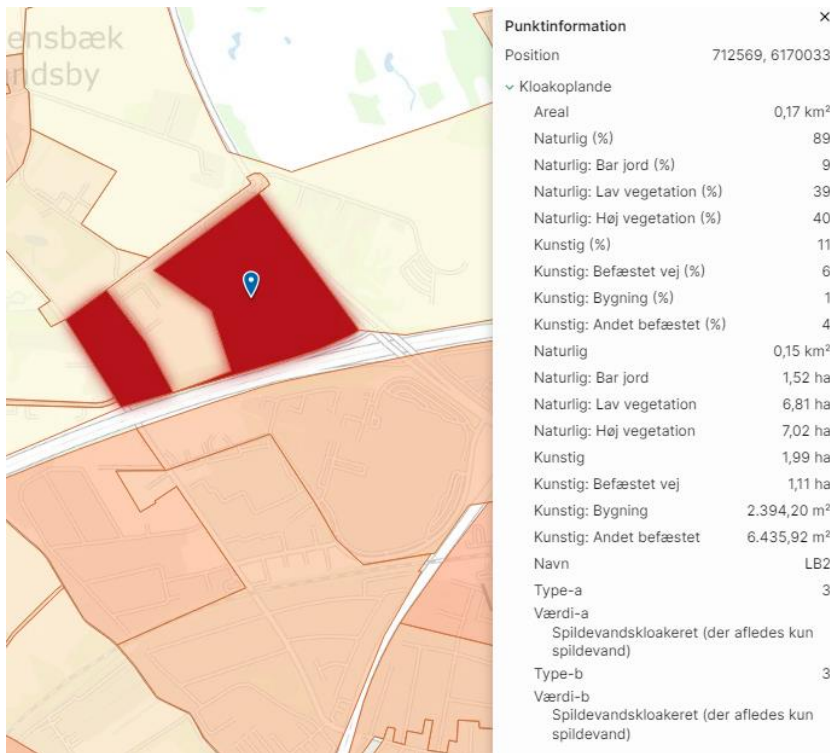 ensbæk
ndsby
Punktinformation
×
Position 712569, 6170033
Kloakoplande
Areal 0,17 km²
Naturlig (%) 89
Naturlig: Bar jord (%) 9
Naturlig: Lav vegetation (%) 39
Naturlig: Høj vegetation (%) 40
Kunstig (%) 11
Kunstig: Befæstet vej (%) 6
Kunstig: Bygning (%) 1
Kunstig: Andet befæstet (%) 4
Naturlig 0,15 km²
Naturlig: Bar jord 1,52 ha
Naturlig: Lav vegetation 6,81 ha
Naturlig: Høj vegetation 7,02 ha
Kunstig 1,99 ha
Kunstig: Befæstet vej 1,11 ha
Kunstig: Bygning 2.394,20 m²
Kunstig: Andet befæstet 6.435,92 m²
Navn LB2
Type-a 3
Værdi-a
Spildevandskloakeret (der afledes kun
spildevand)
Type-b 3
Værdi-b
Spildevandskloakeret (der afledes kun
spildevand)